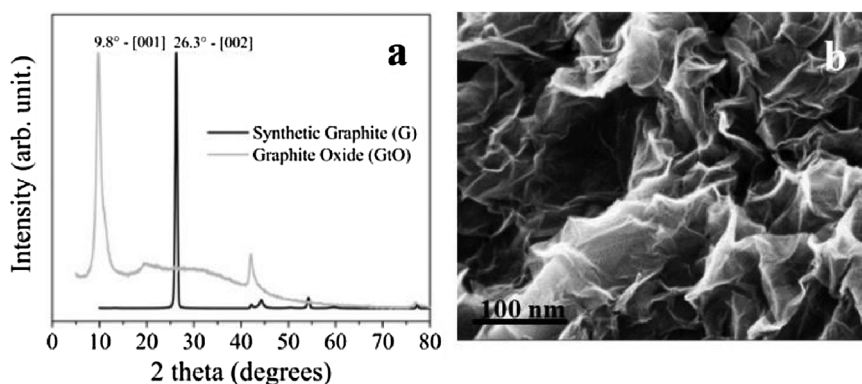 9.8° - [001] 26.3° - [002]
a
b
Synthetic Graphite (G)
Graphite Oxide (GtO)
Intensity (arb. unit.)
100 nm
0 10 20 30 40 50 60 70 80
2 theta (degrees)